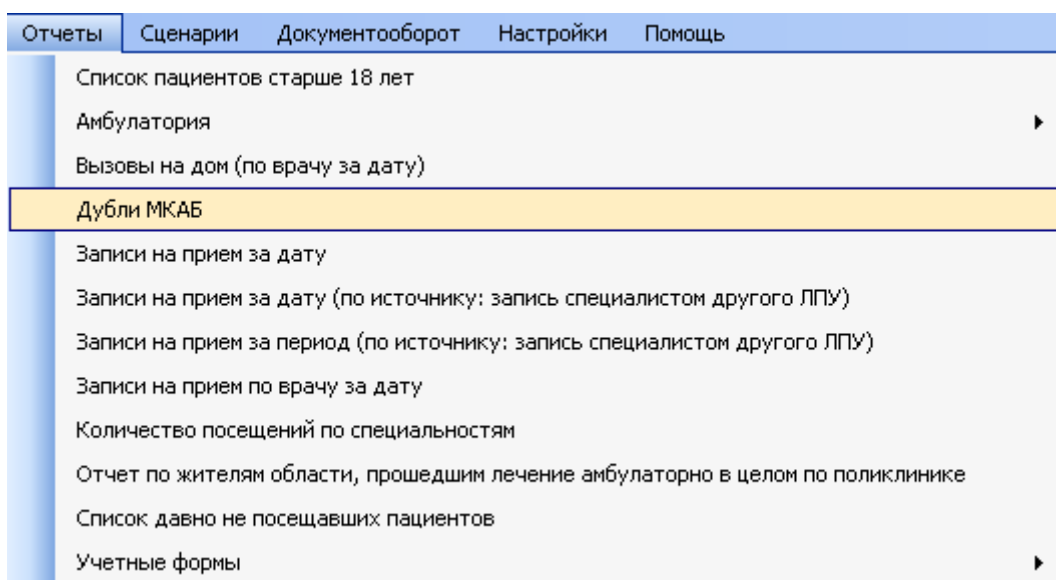 Отчеты Сценарии Документооборот Настройки Помощь
Список пациентов старше 18 лет
Амбулатория
Вызовы на дом (по врачу за дату)
Дубли МКАБ
Записи на прием за дату
Записи на прием за дату (по источнику: запись специалистом другого ЛПУ)
Записи на прием за период (по источнику: запись специалистом другого ЛПУ)
Записи на прием по врачу за дату
Количество посещений по специальностям
Отчет по жителям области, прошедшим лечение амбулаторно в целом по поликлинике
Список давно не посещавших пациентов
Учетные формы